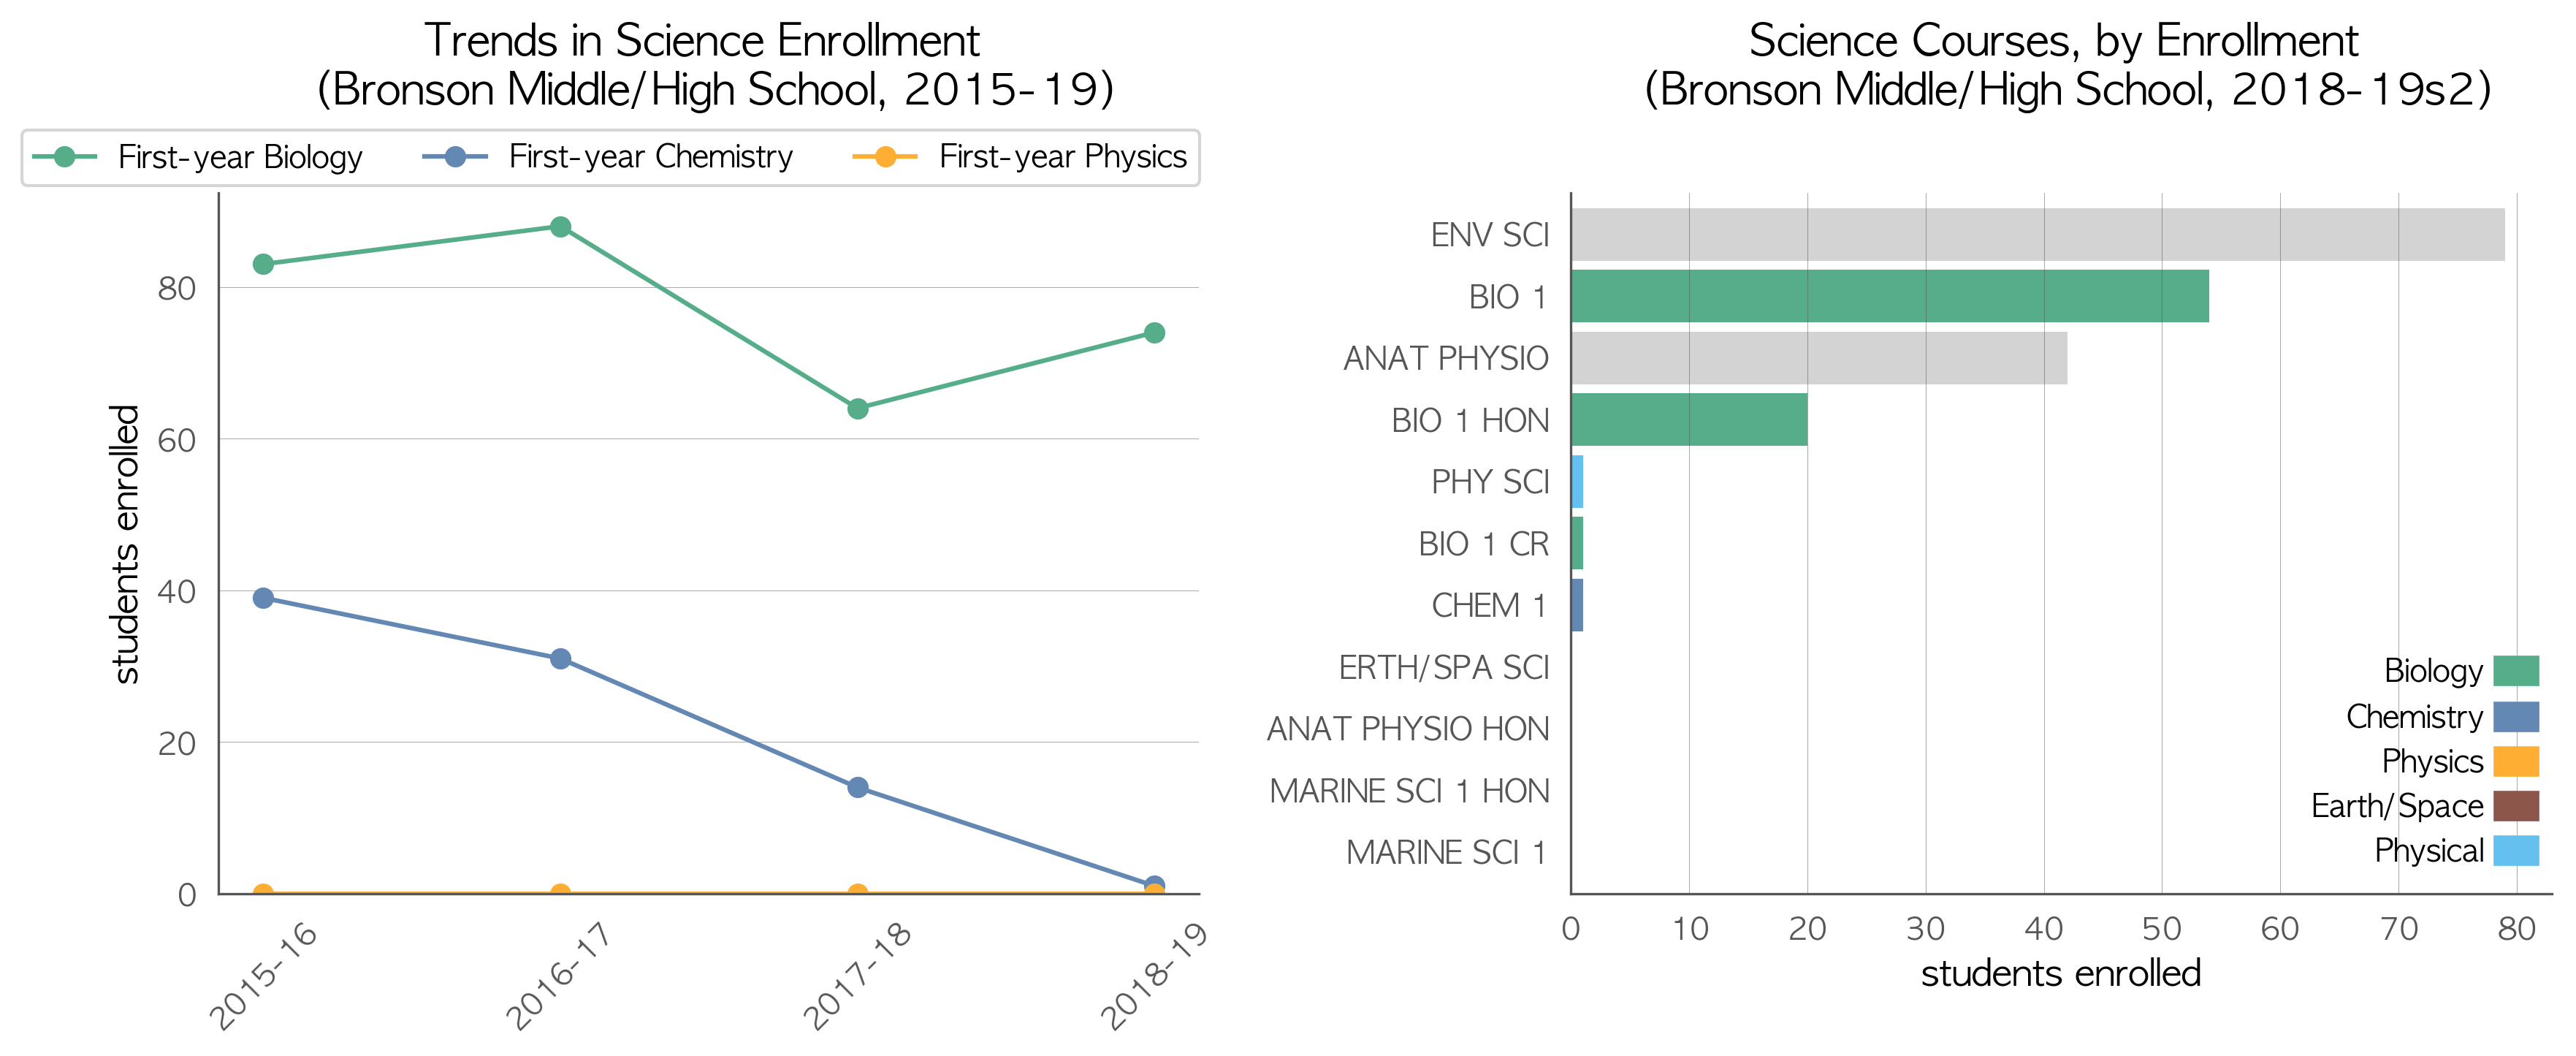 Trends in Science Enrollment
(Bronson Middle/High School, 2015-19)
First-year Biology
First-year Chemistry
First-year Physics
students enrolled
80
60
40
20
0
2015-16
2016-17
2017-18
2018-19
Science Courses, by Enrollment
(Bronson Middle/High School, 2018-19s2)
ENV SCI
BIO 1
ANAT PHYSIO
BIO 1 HON
PHY SCI
BIO 1 CR
CHEM 1
ERTH/SPA SCI
ANAT PHYSIO HON
MARINE SCI 1 HON
MARINE SCI 1
Biology
Chemistry
Physics
Earth/Space
Physical
0 10 20 30 40 50 60 70 80
students enrolled